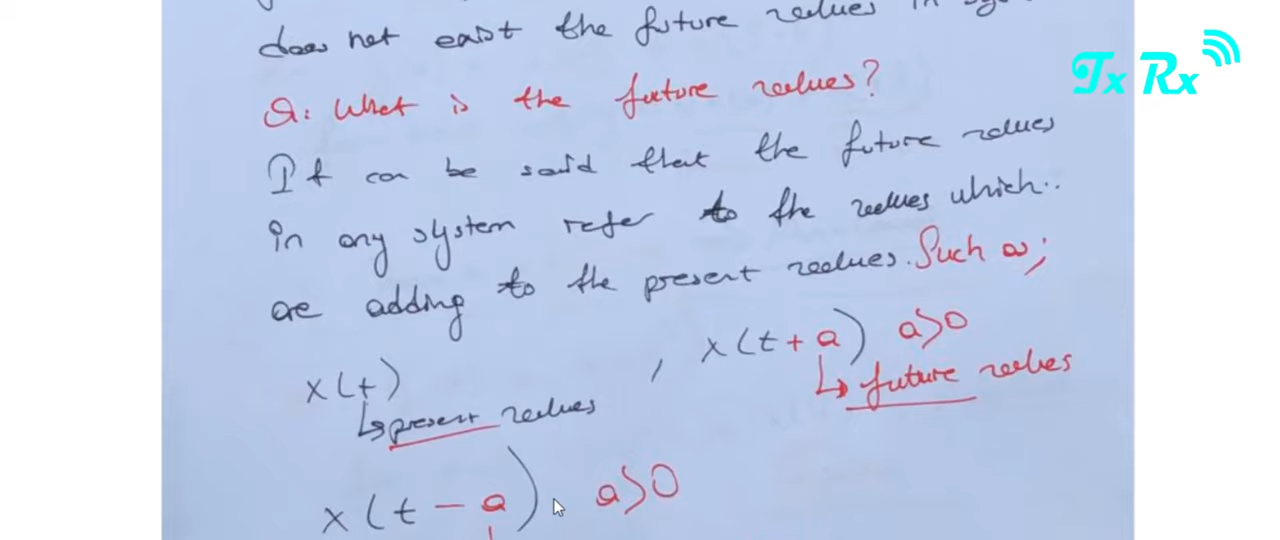 does not exist the future values in
Tx Rx
Q: What is the future values?
It can be said that the future values
in any system refer to the values which..
are adding to the present values. Such as;
x(t) , x(t + a) a>0
↳ present values ↳ future values
x(t - a), a>0